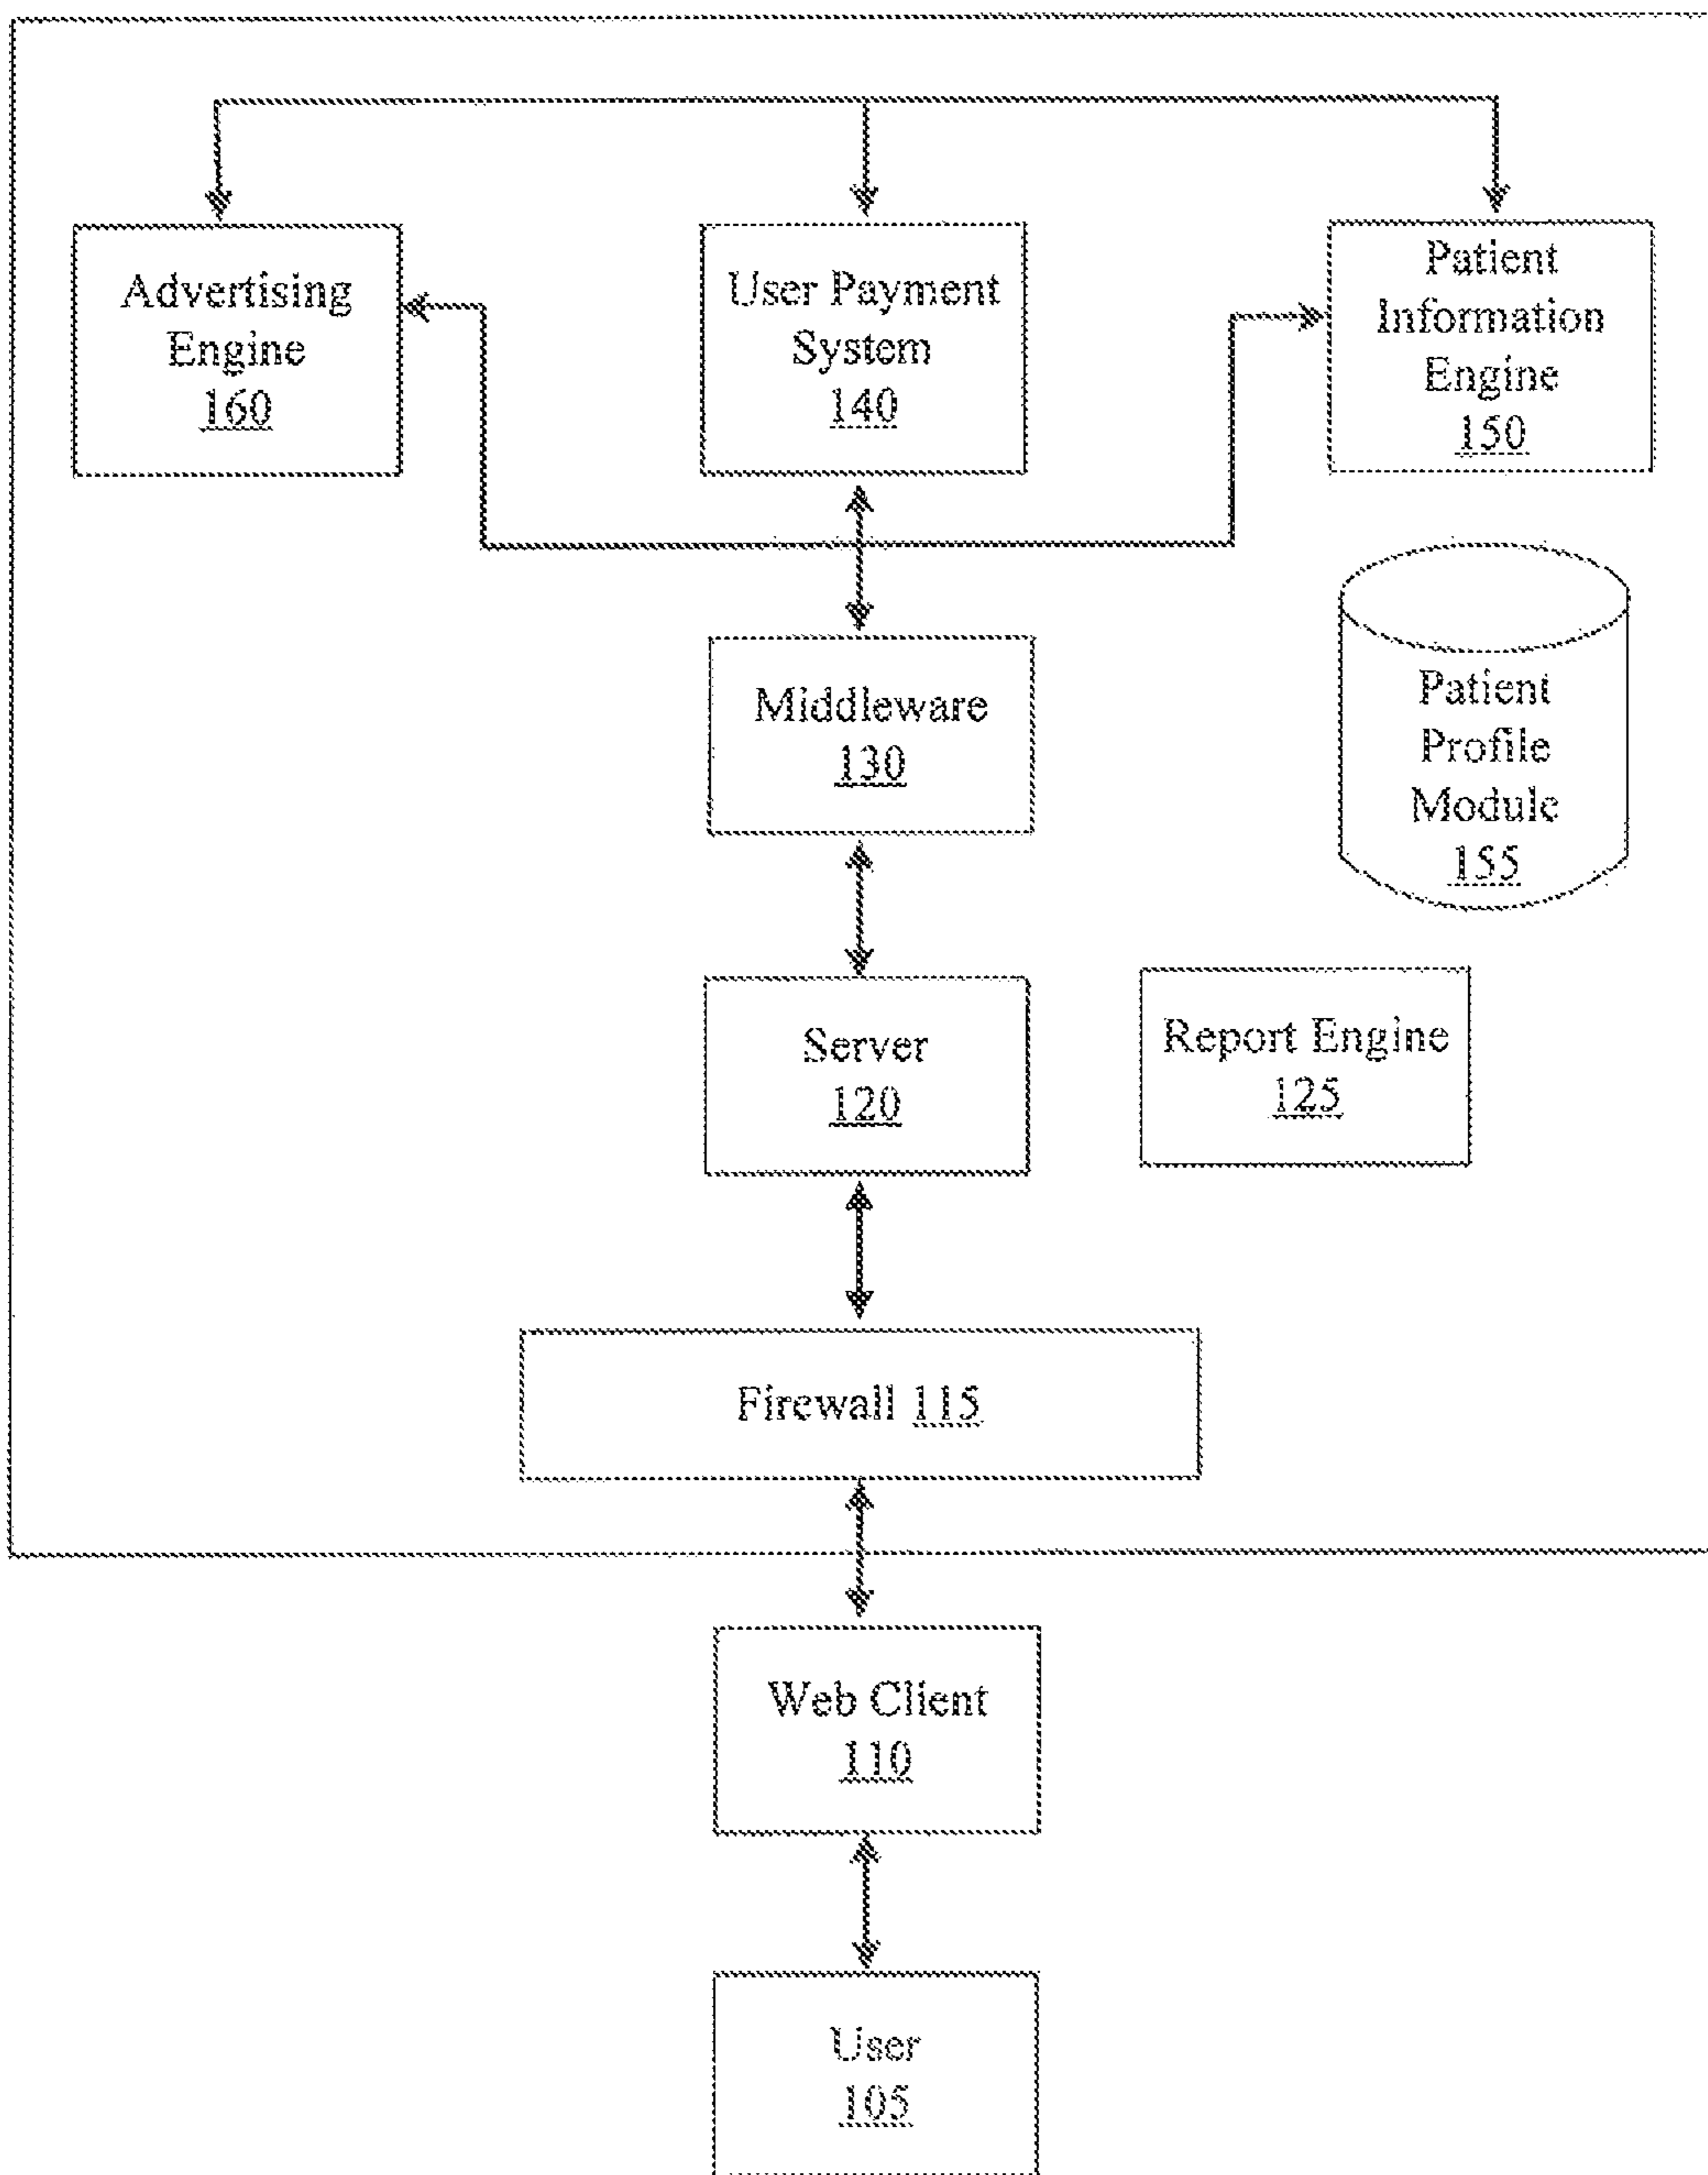 Advertising
Engine
160
User Payment
System
140
Patient
Information
Engine
150
Middleware
130
Patient
Profile
Module
155
Server
120
Report Engine
125
Firewall 115
Web Client
110
User
105